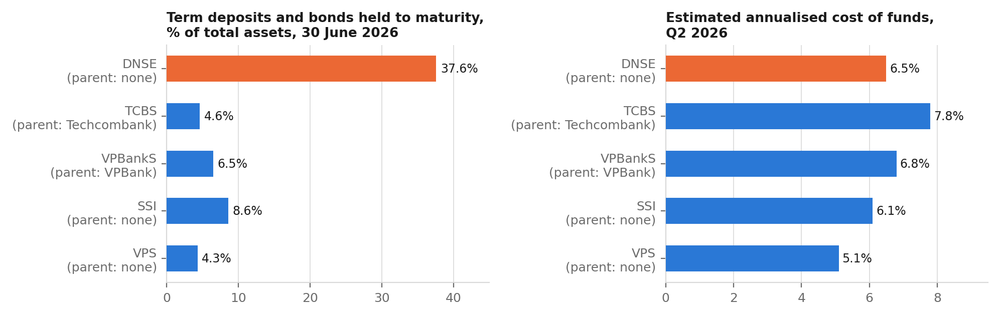 Term deposits and bonds held to maturity,
% of total assets, 30 June 2026
DNSE
(parent: none)
37.6%
TCBS
(parent: Techcombank)
4.6%
VPBankS
(parent: VPBank)
6.5%
SSI
(parent: none)
8.6%
VPS
(parent: none)
4.3%
0 10 20 30 40
Estimated annualised cost of funds,
Q2 2026
DNSE
(parent: none)
6.5%
TCBS
(parent: Techcombank)
7.8%
VPBankS
(parent: VPBank)
6.8%
SSI
(parent: none)
6.1%
VPS
(parent: none)
5.1%
0 2 4 6 8